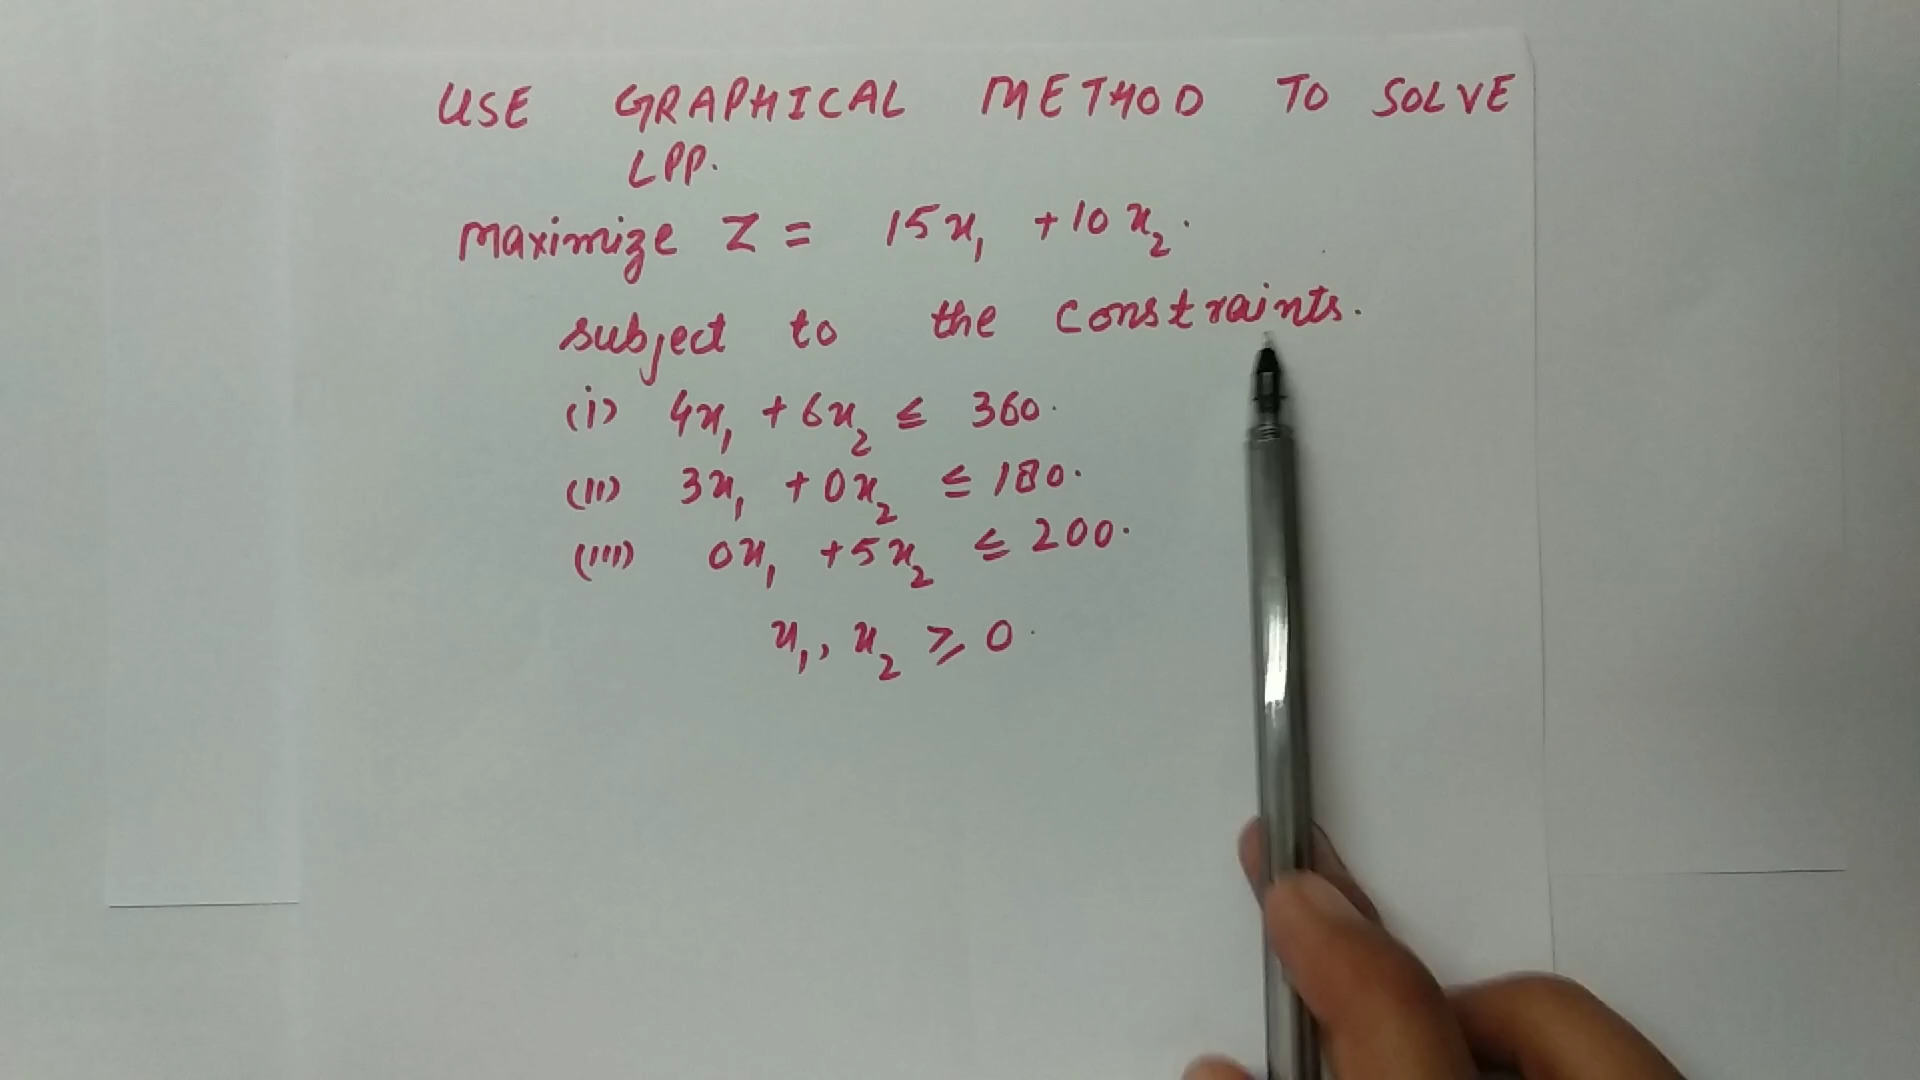 USE GRAPHICAL METHOD TO SOLVE
LPP.
Maximize Z = 15x₁ + 10x₂.
subject to the constraints.
(i) 4x₁ + 6x₂ ≤ 360.
(ii) 3x₁ + 0x₂ ≤ 180.
(iii) 0x₁ + 5x₂ ≤ 200.
x₁, x₂ ≥ 0.